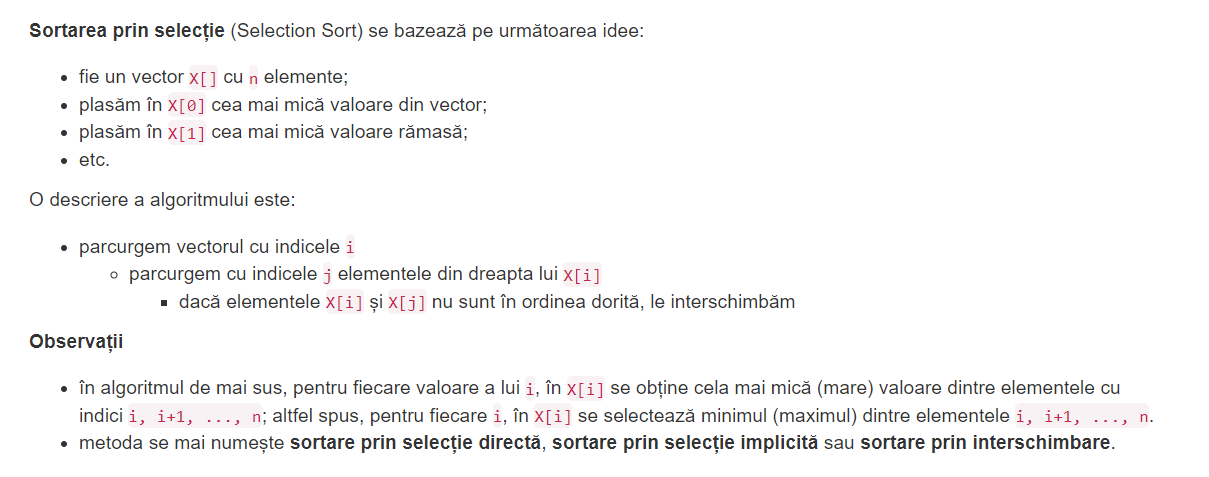 Sortarea prin selecție (Selection Sort) se bazează pe următoarea idee:
fie un vector X[] cu n elemente;
plasăm în X[0] cea mai mică valoare din vector;
plasăm în X[1] cea mai mică valoare rămasă;
etc.
O descriere a algoritmului este:
parcurgem vectorul cu indicele i
parcurgem cu indicele j elementele din dreapta lui X[i]
dacă elementele X[i] și X[j] nu sunt în ordinea dorită, le interschimbăm
Observații
în algoritmul de mai sus, pentru fiecare valoare a lui i, în X[i] se obține cela mai mică (mare) valoare dintre elementele cu
indici i, i+1, ..., n; altfel spus, pentru fiecare i, în X[i] se selectează minimul (maximul) dintre elementele i, i+1, ..., n.
metoda se mai numește sortare prin selecție directă, sortare prin selecție implicită sau sortare prin interschimbare.